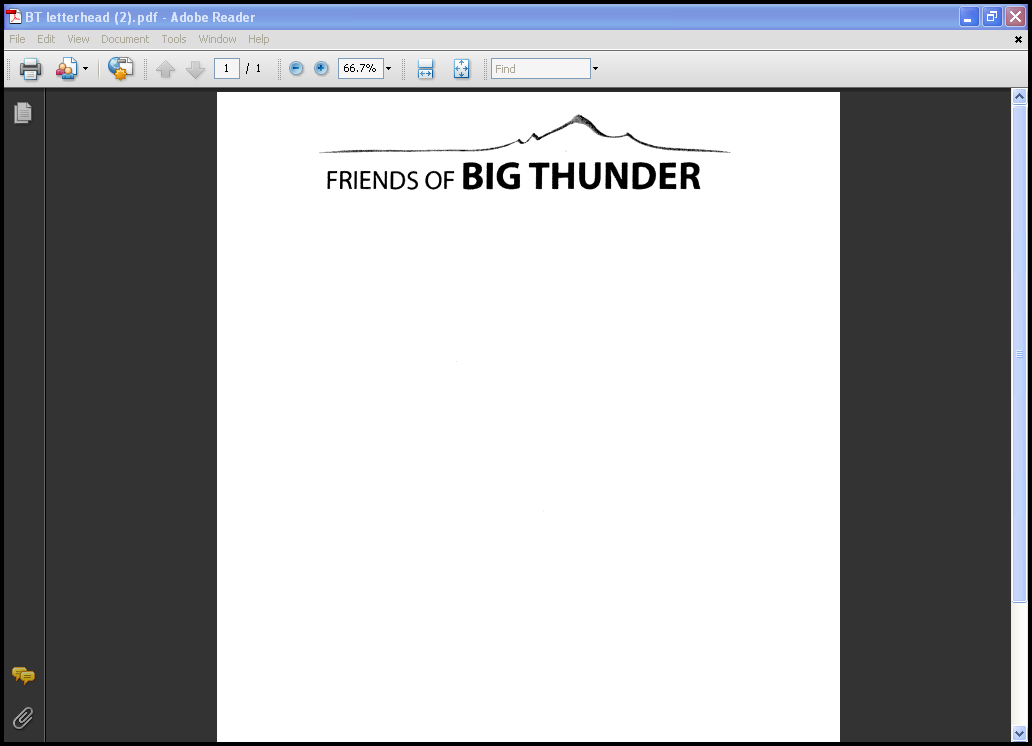 BT letterhead (2).pdf - Adobe Reader
File Edit View Document Tools Window Help
1 / 1 66.7% Find
FRIENDS OF BIG THUNDER